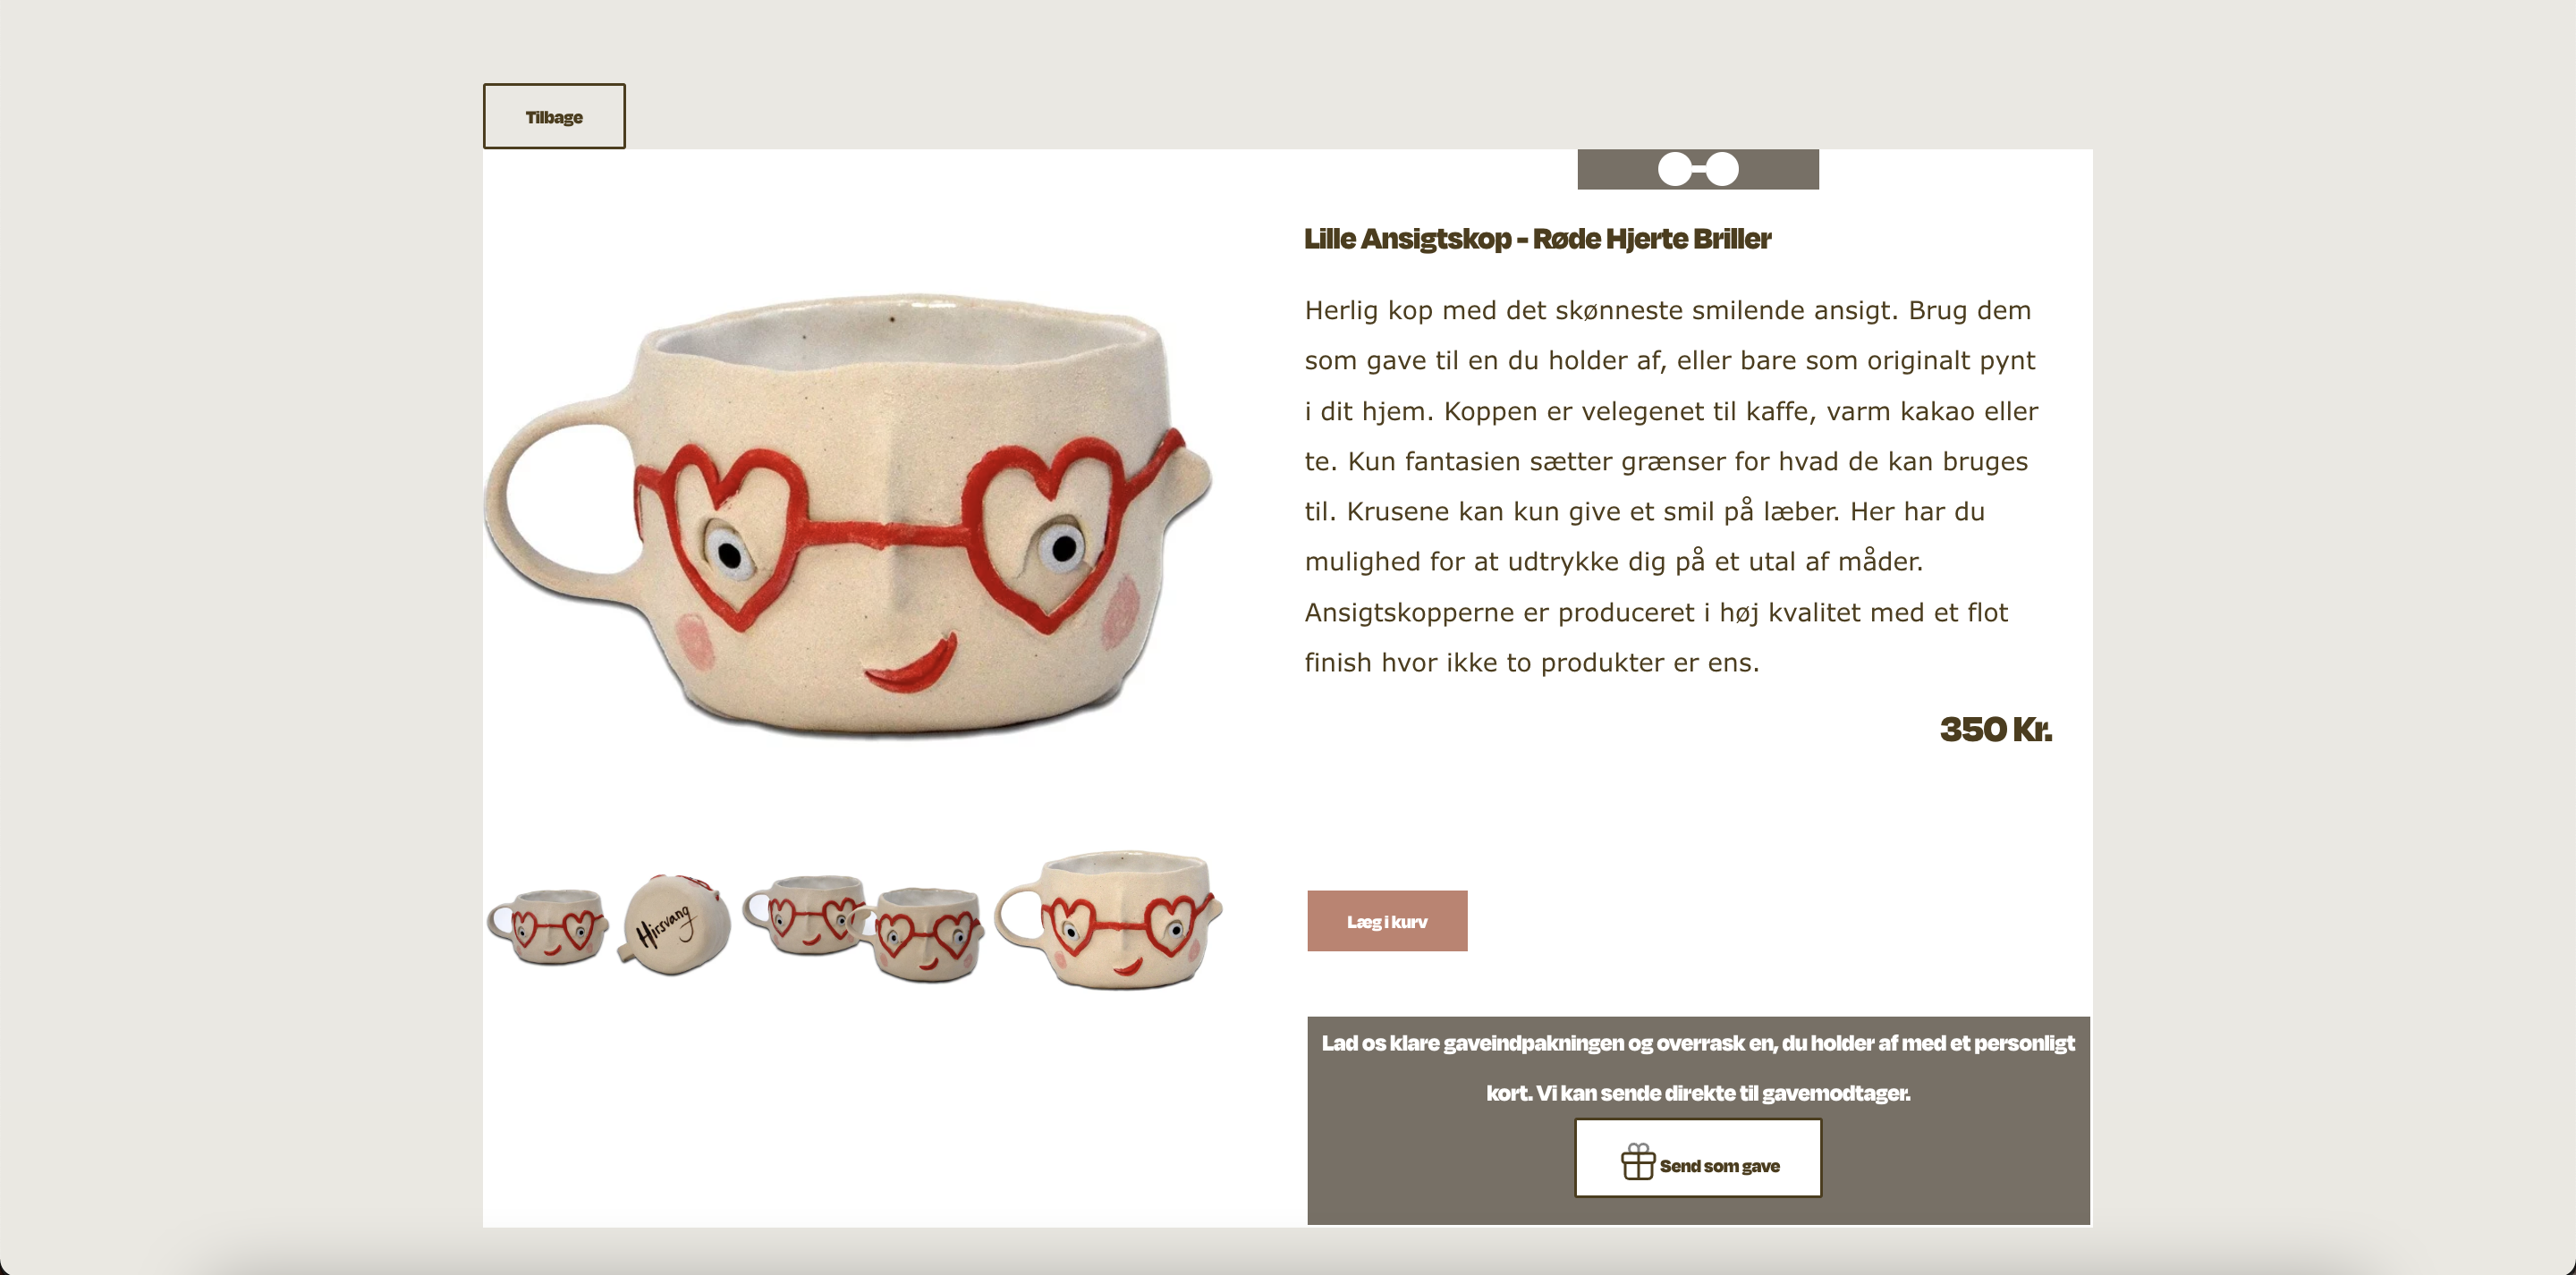 Tilbage
Lille Ansigtskop - Røde Hjerte Briller
Herlig kop med det skønneste smilende ansigt. Brug dem
som gave til en du holder af, eller bare som originalt pynt
i dit hjem. Koppen er velegenet til kaffe, varm kakao eller
te. Kun fantasien sætter grænser for hvad de kan bruges
til. Krusene kan kun give et smil på læber. Her har du
mulighed for at udtrykke dig på et utal af måder.
Ansigtskopperne er produceret i høj kvalitet med et flot
finish hvor ikke to produkter er ens.
350 Kr.
Hirsvang
Læg i kurv
Lad os klare gaveindpakningen og overrask en, du holder af med et personligt
kort. Vi kan sende direkte til gavemodtager.
Send som gave